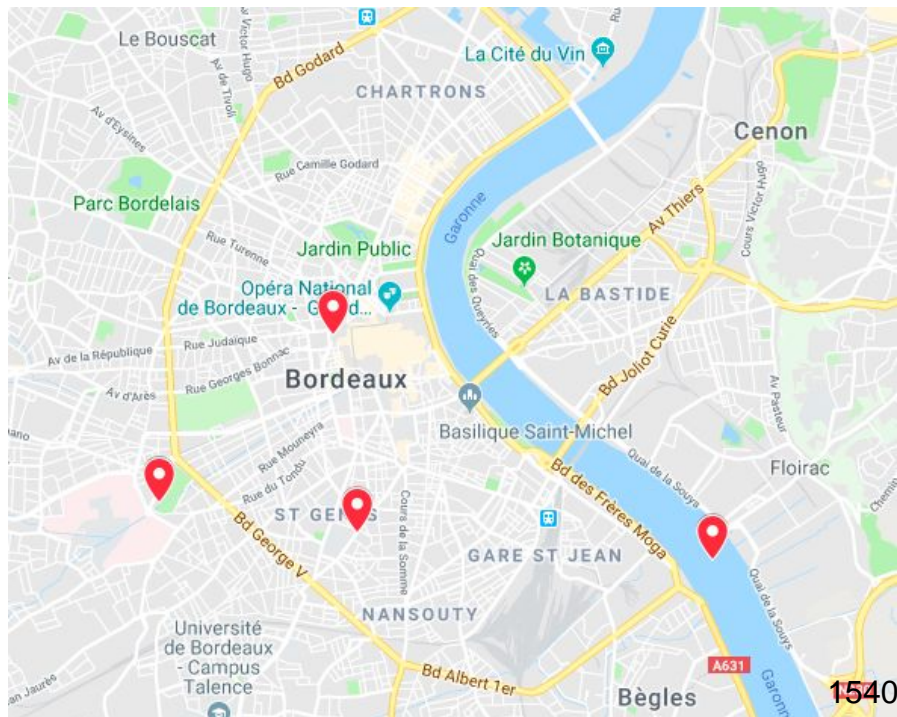 Le Bouscat
Av Victor Hugo
Av de Tivoli
Bd Godard
La Cité du Vin
CHARTRONS
Cenon
Av d'Eysines
Rue Camille Godard
Cours Victor Hugo
Parc Bordelais
Garonne
Av Thiers
Rue Turenne
Jardin Public
Quai des Queyries
Jardin Botanique
Opéra National
de Bordeaux - G
d...
LA BASTIDE
Rue Judaïque
Av de la République
Rue Georges Bonnac
Bordeaux
Bd Joliot Curie
Av d'Arès
Av Pasteur
Basilique Saint-Michel
Rue Mouneyra
Quai de la Souys
Floirac
Rue du Tondu
Bd des Frères Moga
Chemin
ST GEN
S
Cours de la Somme
Bd George V
GARE ST JEAN
Quai de la Souys
NANSOUTY
Université
de Bordeaux
- Campus
Talence
Bd Albert 1er
A631
Garonn
Bègles
1540